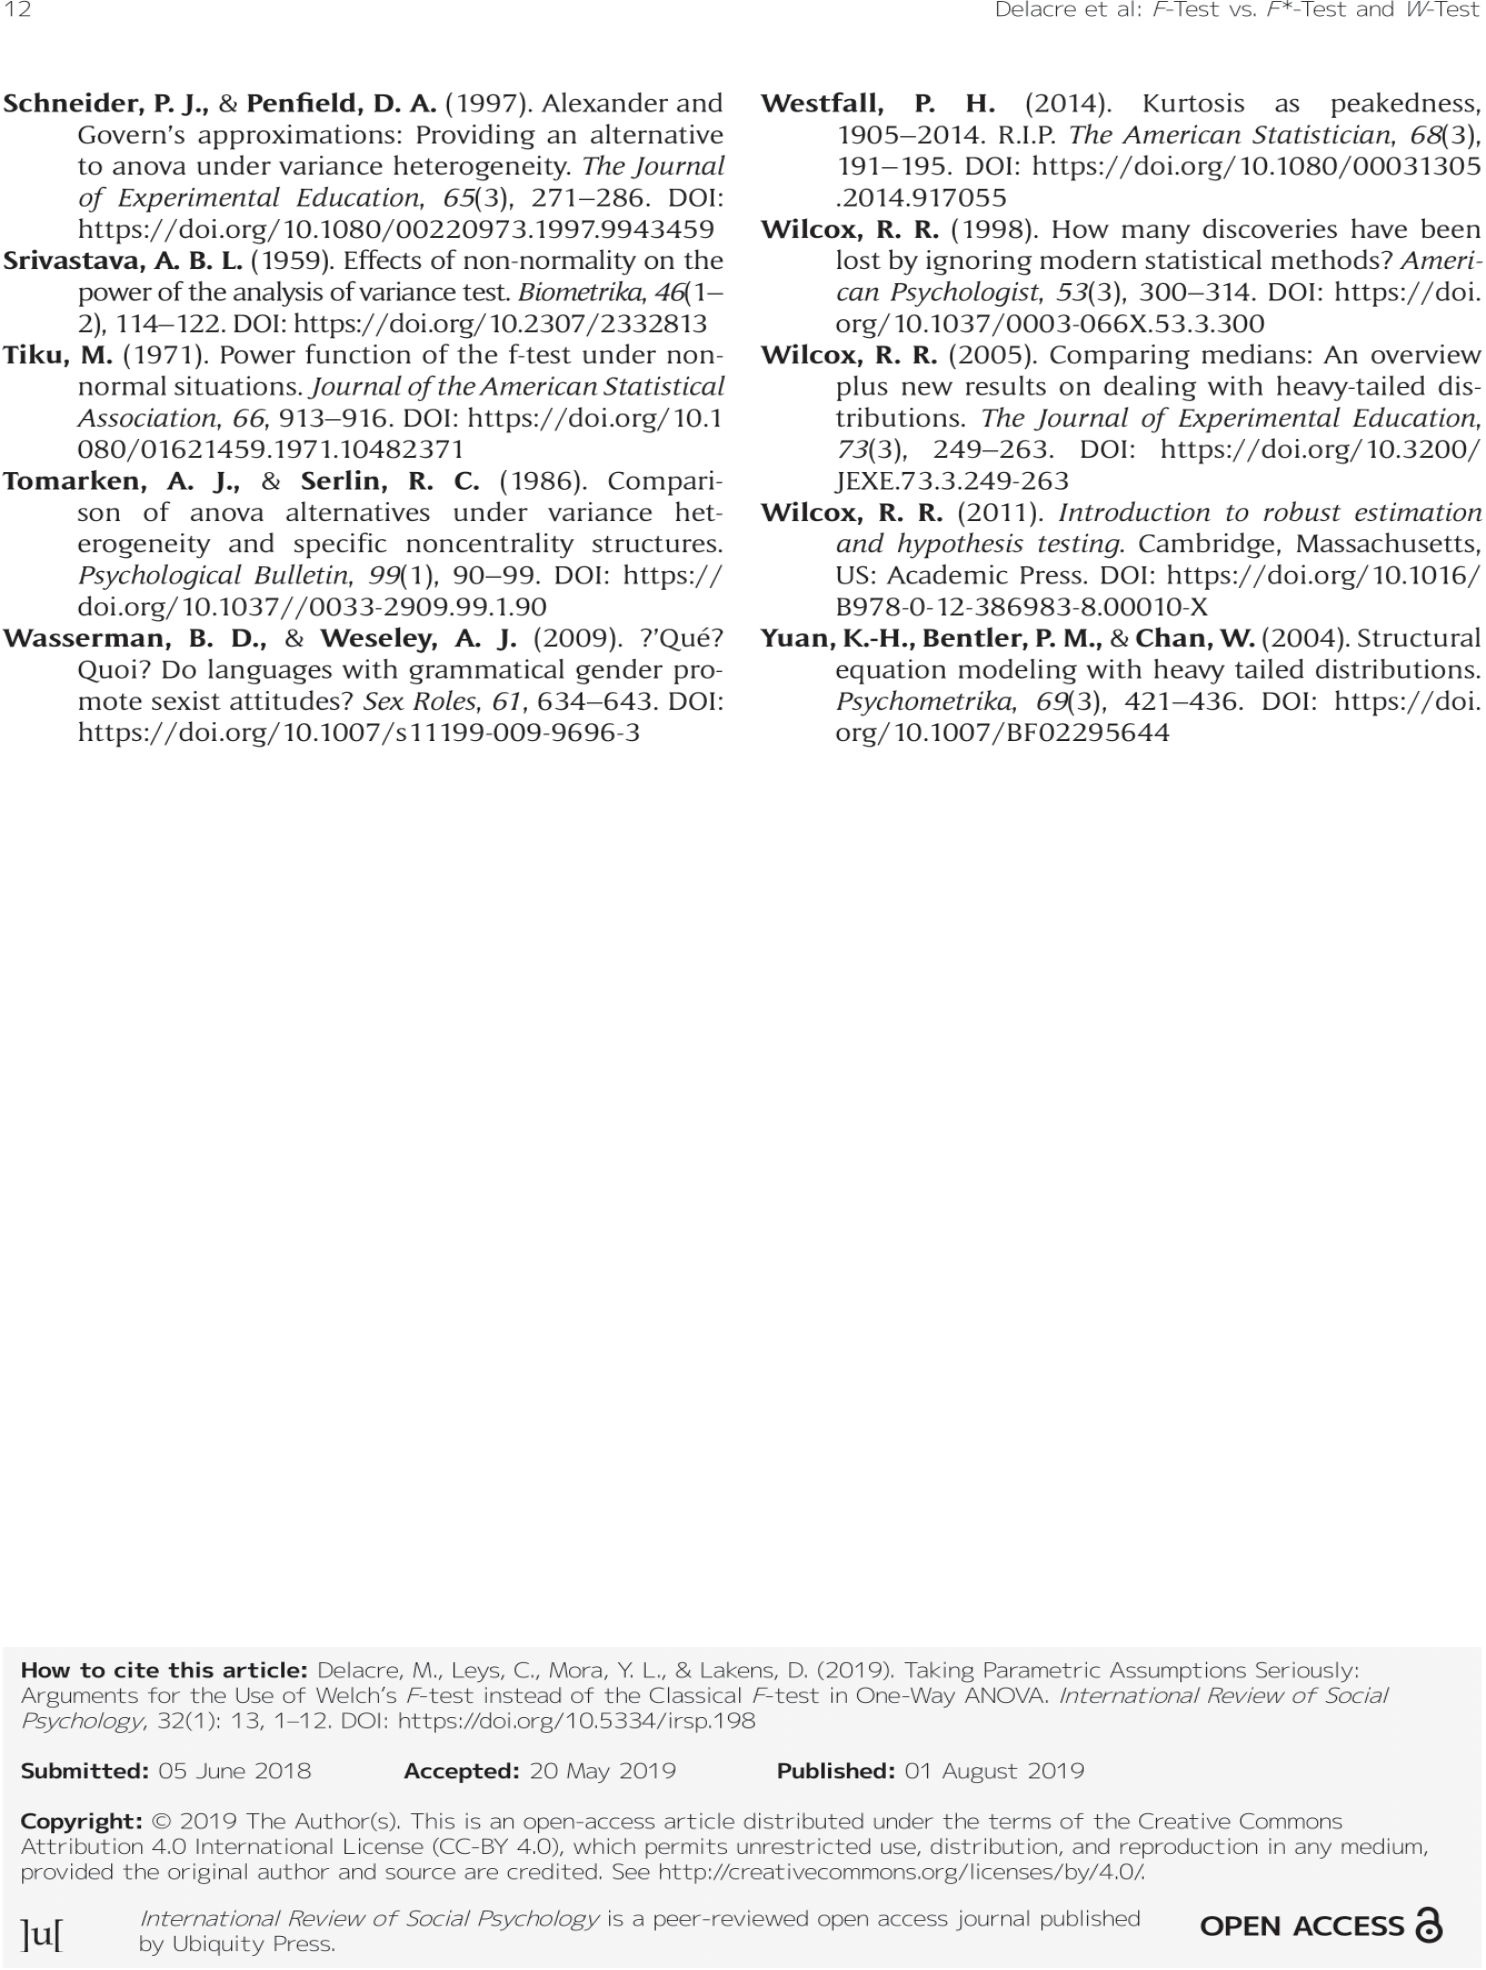 12
Delacre et al: F-Test vs. F*-Test and W-Test
Schneider, P. J., & Penfield, D. A. (1997). Alexander and
Govern's approximations: Providing an alternative
to anova under variance heterogeneity. The Journal
of Experimental Education, 65(3), 271–286. DOI:
https://doi.org/10.1080/00220973.1997.9943459
Srivastava, A. B. L. (1959). Effects of non-normality on the
power of the analysis of variance test. Biometrika, 46(1–
2), 114–122. DOI: https://doi.org/10.2307/2332813
Tiku, M. (1971). Power function of the f-test under non-
normal situations. Journal of the American Statistical
Association, 66, 913–916. DOI: https://doi.org/10.1
080/01621459.1971.10482371
Tomarken, A. J., & Serlin, R. C. (1986). Compari-
son of anova alternatives under variance het-
erogeneity and specific noncentrality structures.
Psychological Bulletin, 99(1), 90–99. DOI: https://
doi.org/10.1037//0033-2909.99.1.90
Wasserman, B. D., & Weseley, A. J. (2009). ?'Qué?
Quoi? Do languages with grammatical gender pro-
mote sexist attitudes? Sex Roles, 61, 634–643. DOI:
https://doi.org/10.1007/s11199-009-9696-3
Westfall, P. H. (2014). Kurtosis as peakedness,
1905–2014. R.I.P. The American Statistician, 68(3),
191–195. DOI: https://doi.org/10.1080/00031305
.2014.917055
Wilcox, R. R. (1998). How many discoveries have been
lost by ignoring modern statistical methods? Ameri-
can Psychologist, 53(3), 300–314. DOI: https://doi.
org/10.1037/0003-066X.53.3.300
Wilcox, R. R. (2005). Comparing medians: An overview
plus new results on dealing with heavy-tailed dis-
tributions. The Journal of Experimental Education,
73(3), 249–263. DOI: https://doi.org/10.3200/
JEXE.73.3.249-263
Wilcox, R. R. (2011). Introduction to robust estimation
and hypothesis testing. Cambridge, Massachusetts,
US: Academic Press. DOI: https://doi.org/10.1016/
B978-0-12-386983-8.00010-X
Yuan, K.-H., Bentler, P. M., & Chan, W. (2004). Structural
equation modeling with heavy tailed distributions.
Psychometrika, 69(3), 421–436. DOI: https://doi.
org/10.1007/BF02295644
How to cite this article: Delacre, M., Leys, C., Mora, Y. L., & Lakens, D. (2019). Taking Parametric Assumptions Seriously:
Arguments for the Use of Welch's F-test instead of the Classical F-test in One-Way ANOVA. International Review of Social
Psychology, 32(1): 13, 1–12. DOI: https://doi.org/10.5334/irsp.198
Submitted: 05 June 2018 Accepted: 20 May 2019 Published: 01 August 2019
Copyright: © 2019 The Author(s). This is an open-access article distributed under the terms of the Creative Commons
Attribution 4.0 International License (CC-BY 4.0), which permits unrestricted use, distribution, and reproduction in any medium,
provided the original author and source are credited. See http://creativecommons.org/licenses/by/4.0/.
]u[
International Review of Social Psychology is a peer-reviewed open access journal published
by Ubiquity Press.
OPEN ACCESS